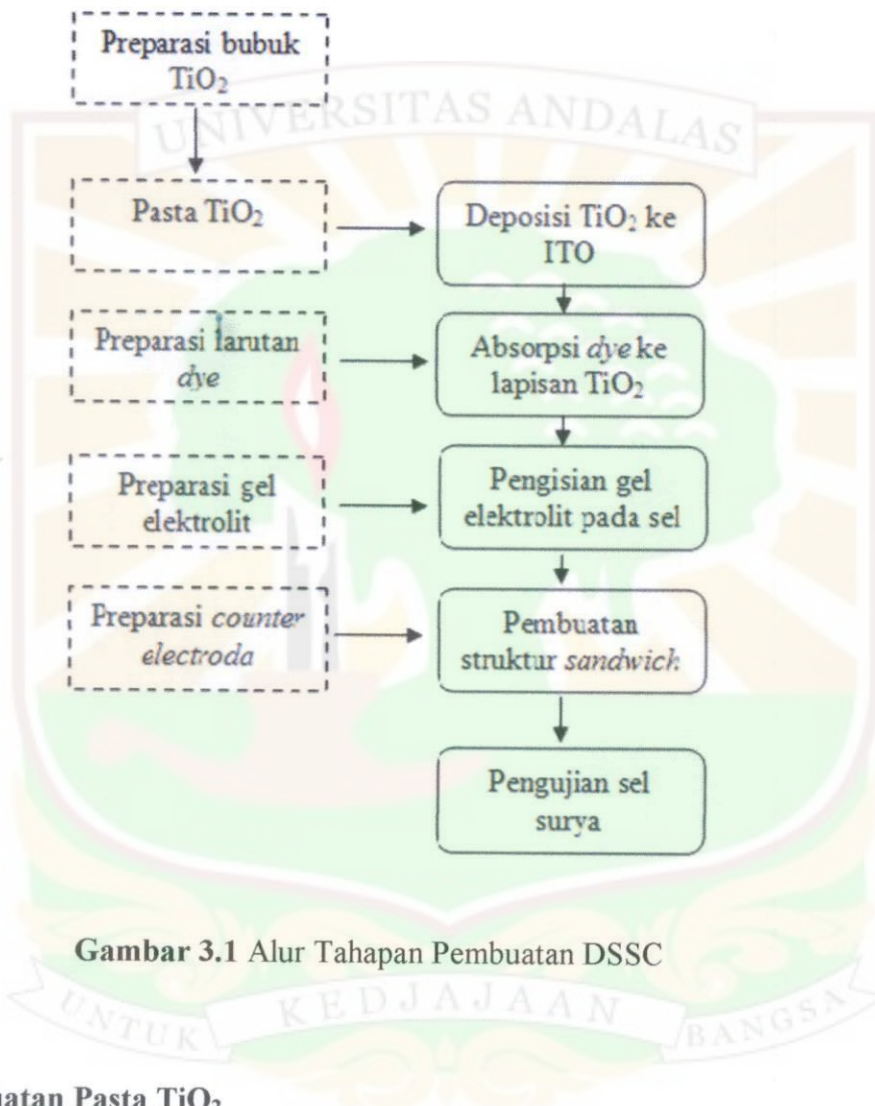 Preparasi bubuk
TiO₂
UNIVERSITAS ANDALAS
Pasta TiO₂
Deposisi TiO₂ ke
ITO
Preparasi larutan
dye
Absorpsi dye ke
lapisan TiO₂
Preparasi gel
elektrolit
Pengisian gel
elektrolit pada sel
Preparasi counter
electroda
Pembuatan
struktur sandwich
Pengujian sel
surya
Gambar 3.1 Alur Tahapan Pembuatan DSSC
UNTUK KEDJAJAAN BANGSA
Pasta TiO₂